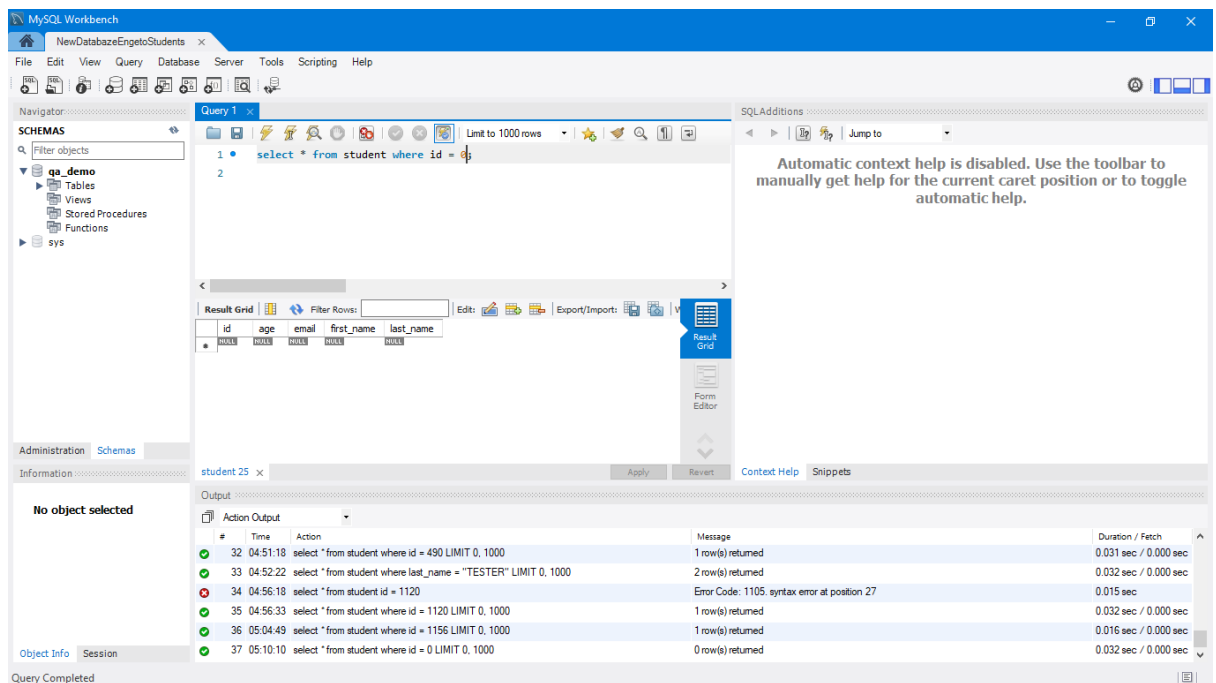 MySQL Workbench
NewDatabazeEngetoStudents
File Edit View Query Database Server Tools Scripting Help
Navigator
SCHEMAS
Filter objects
qa_demo
Tables
Views
Stored Procedures
Functions
sys
Administration Schemas
Information
No object selected
Object Info Session
Query 1
Limit to 1000 rows
1 select * from student where id = 0;
2
Result Grid Filter Rows: Edit: Export/Import:
id age email first_name last_name
NULL NULL NULL NULL NULL
Result Grid
Form Editor
student 25 Apply Revert
SQLAdditions
Jump to
Automatic context help is disabled. Use the toolbar to
manually get help for the current caret position or to toggle
automatic help.
Context Help Snippets
Output
Action Output
# Time Action Message Duration / Fetch
32 04:51:18 select * from student where id = 490 LIMIT 0, 1000 1 row(s) returned 0.031 sec / 0.000 sec
33 04:52:22 select * from student where last_name = "TESTER" LIMIT 0, 1000 2 row(s) returned 0.032 sec / 0.000 sec
34 04:56:18 select * from student id = 1120 Error Code: 1105. syntax error at position 27 0.015 sec
35 04:56:33 select * from student where id = 1120 LIMIT 0, 1000 1 row(s) returned 0.032 sec / 0.000 sec
36 05:04:49 select * from student where id = 1156 LIMIT 0, 1000 1 row(s) returned 0.016 sec / 0.000 sec
37 05:10:10 select * from student where id = 0 LIMIT 0, 1000 0 row(s) returned 0.032 sec / 0.000 sec
Query Completed